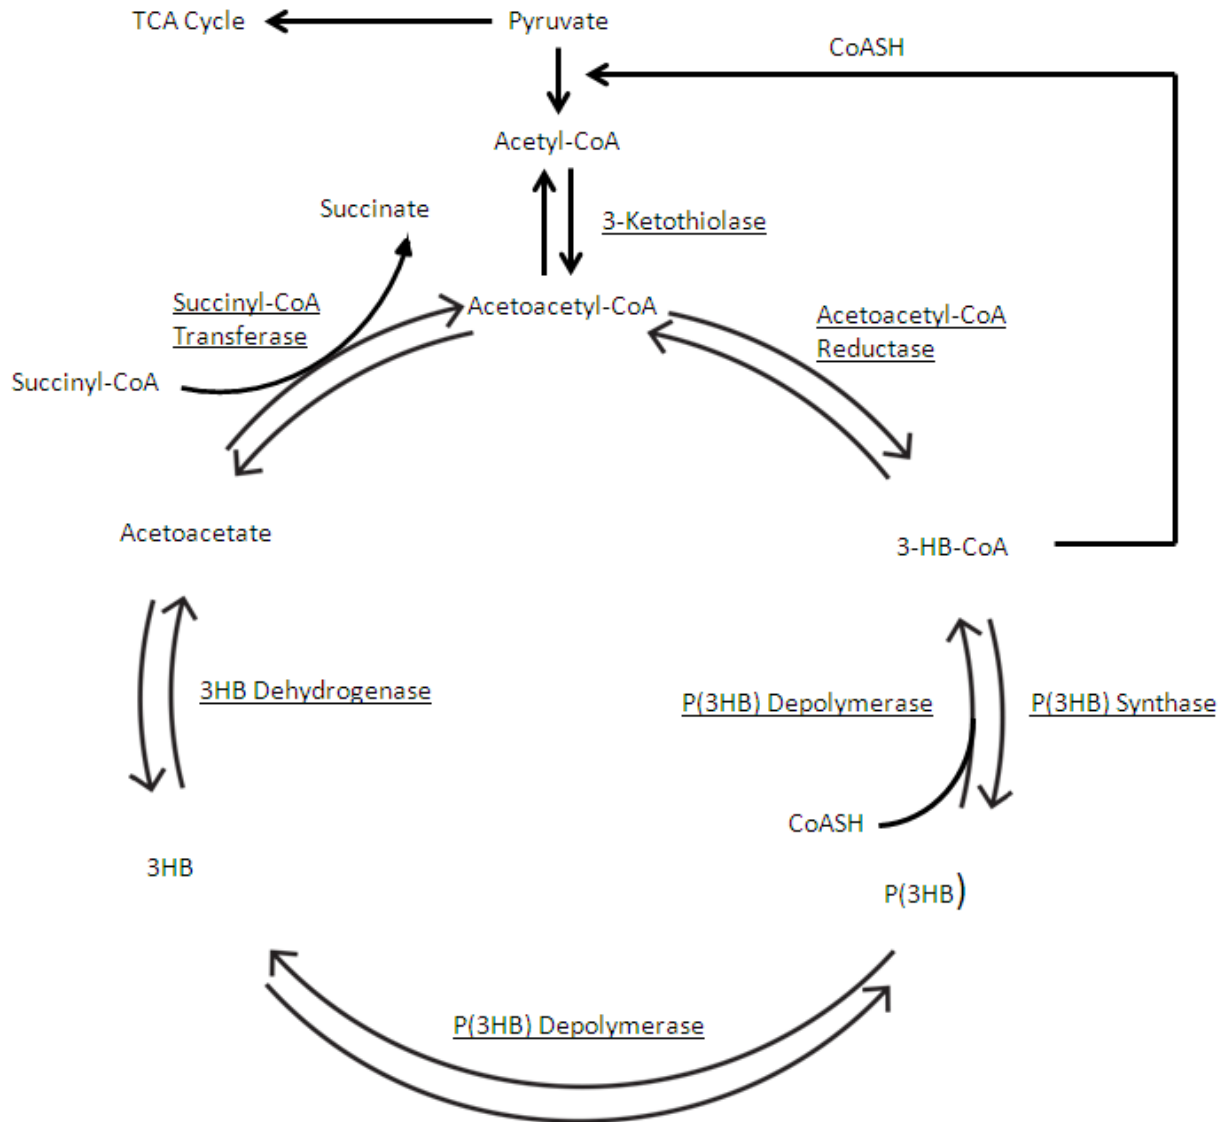 TCA Cycle
Pyruvate
CoASH
Acetyl-CoA
Succinate
3-Ketothiolase
Succinyl-CoA
Transferase
Acetoacetyl-CoA
Acetoacetyl-CoA
Reductase
Succinyl-CoA
Acetoacetate
3-HB-CoA
3HB Dehydrogenase
P(3HB) Depolymerase
P(3HB) Synthase
CoASH
3HB
P(3HB)
P(3HB) Depolymerase